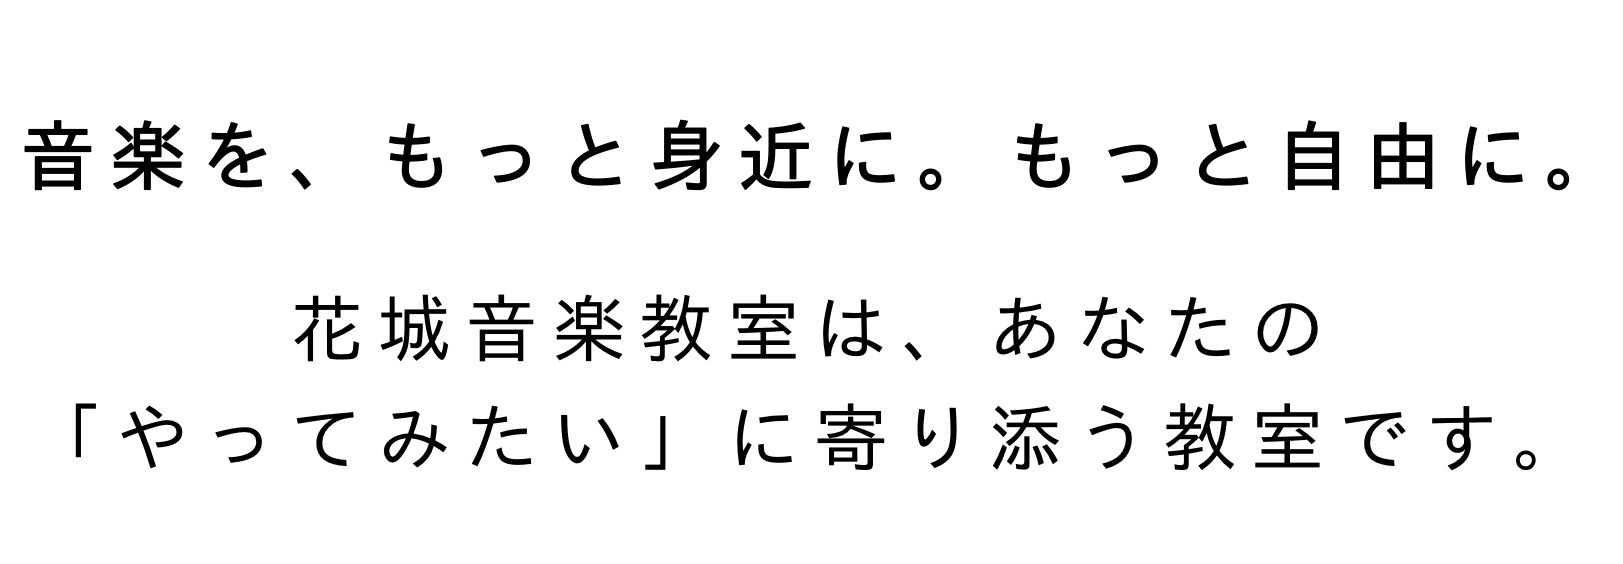 音楽を、もっと身近に。もっと自由に。
花城音楽教室は、あなたの
「やってみたい」に寄り添う教室です。